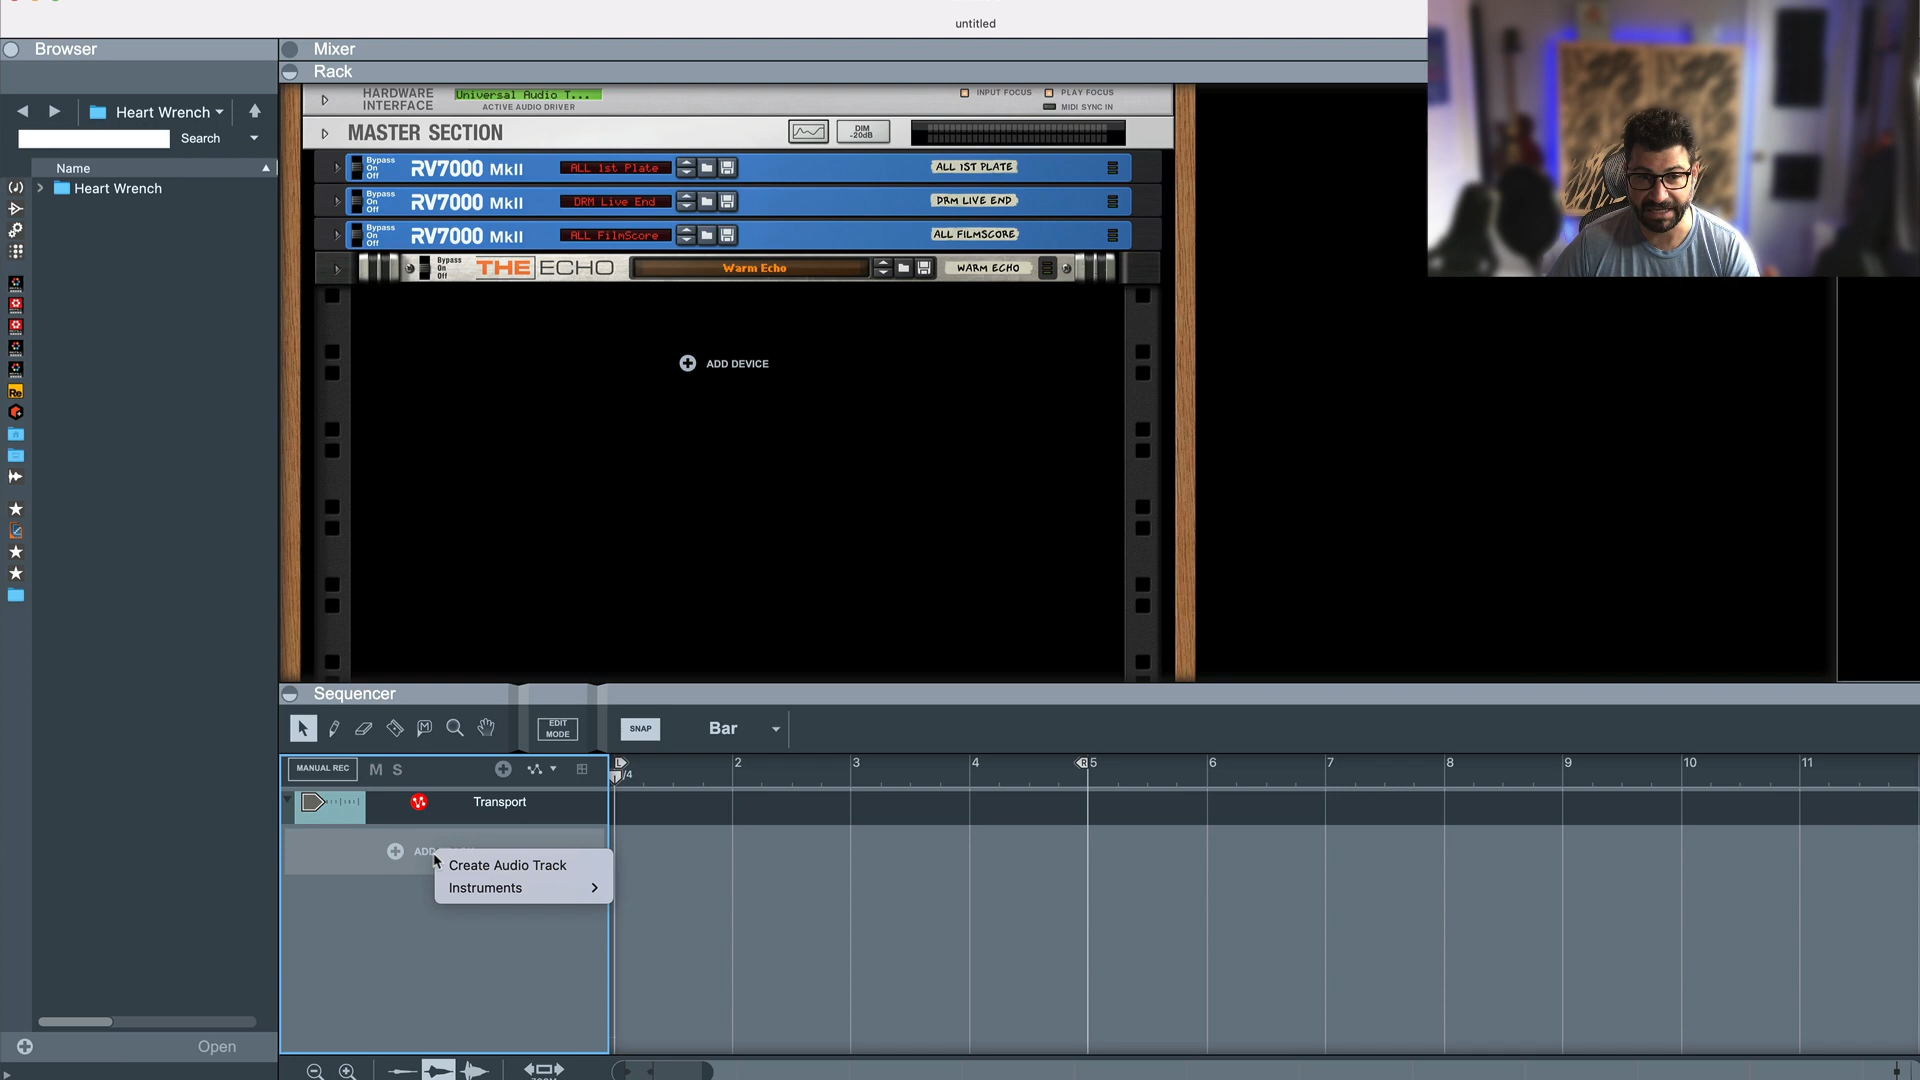 untitled
Browser
Mixer
Rack
Heart Wrench
Search
Name
Heart Wrench
HARDWARE
INTERFACE
Universal Audio T...
ACTIVE AUDIO DRIVER
INPUT FOCUS
PLAY FOCUS
MIDI SYNC IN
MASTER SECTION
DIM
-20dB
Bypass
On
Off
RV7000 MkII
ALL 1st Plate
ALL 1ST PLATE
Bypass
On
Off
RV7000 MkII
DRM Live End
DRM LIVE END
Bypass
On
Off
RV7000 MkII
ALL FilmScore
ALL FILMSCORE
Bypass
On
Off
THE ECHO
Warm Echo
WARM ECHO
Re
ADD DEVICE
Sequencer
EDIT
MODE
SNAP
Bar
MANUAL REC
M S
L
/4
2
3
4
R
5
6
7
8
9
10
11
Transport
Create Audio Track
Instruments
Open